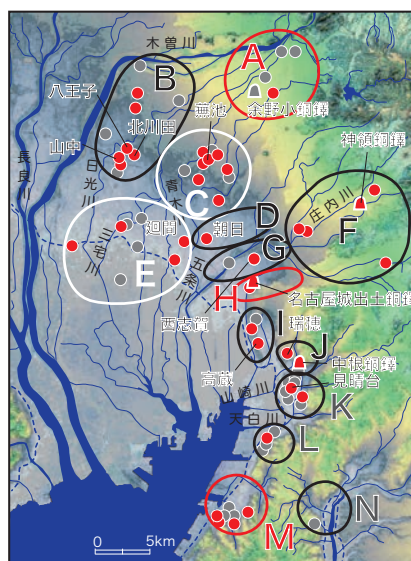 木曽川
A
B
八王子
北川田
蕪池
余野小銅鐸
神領銅鐸
山中
日光川
長良川
青木
C
庄内川
D
朝日
廻間
F
三宅川
G
E
五条川
H
名古屋城出土銅鐸
西志賀
I
瑞穂
J
高蔵
中根銅鐸
見晴台
山崎川
K
天白川
L
N
M
0
5km